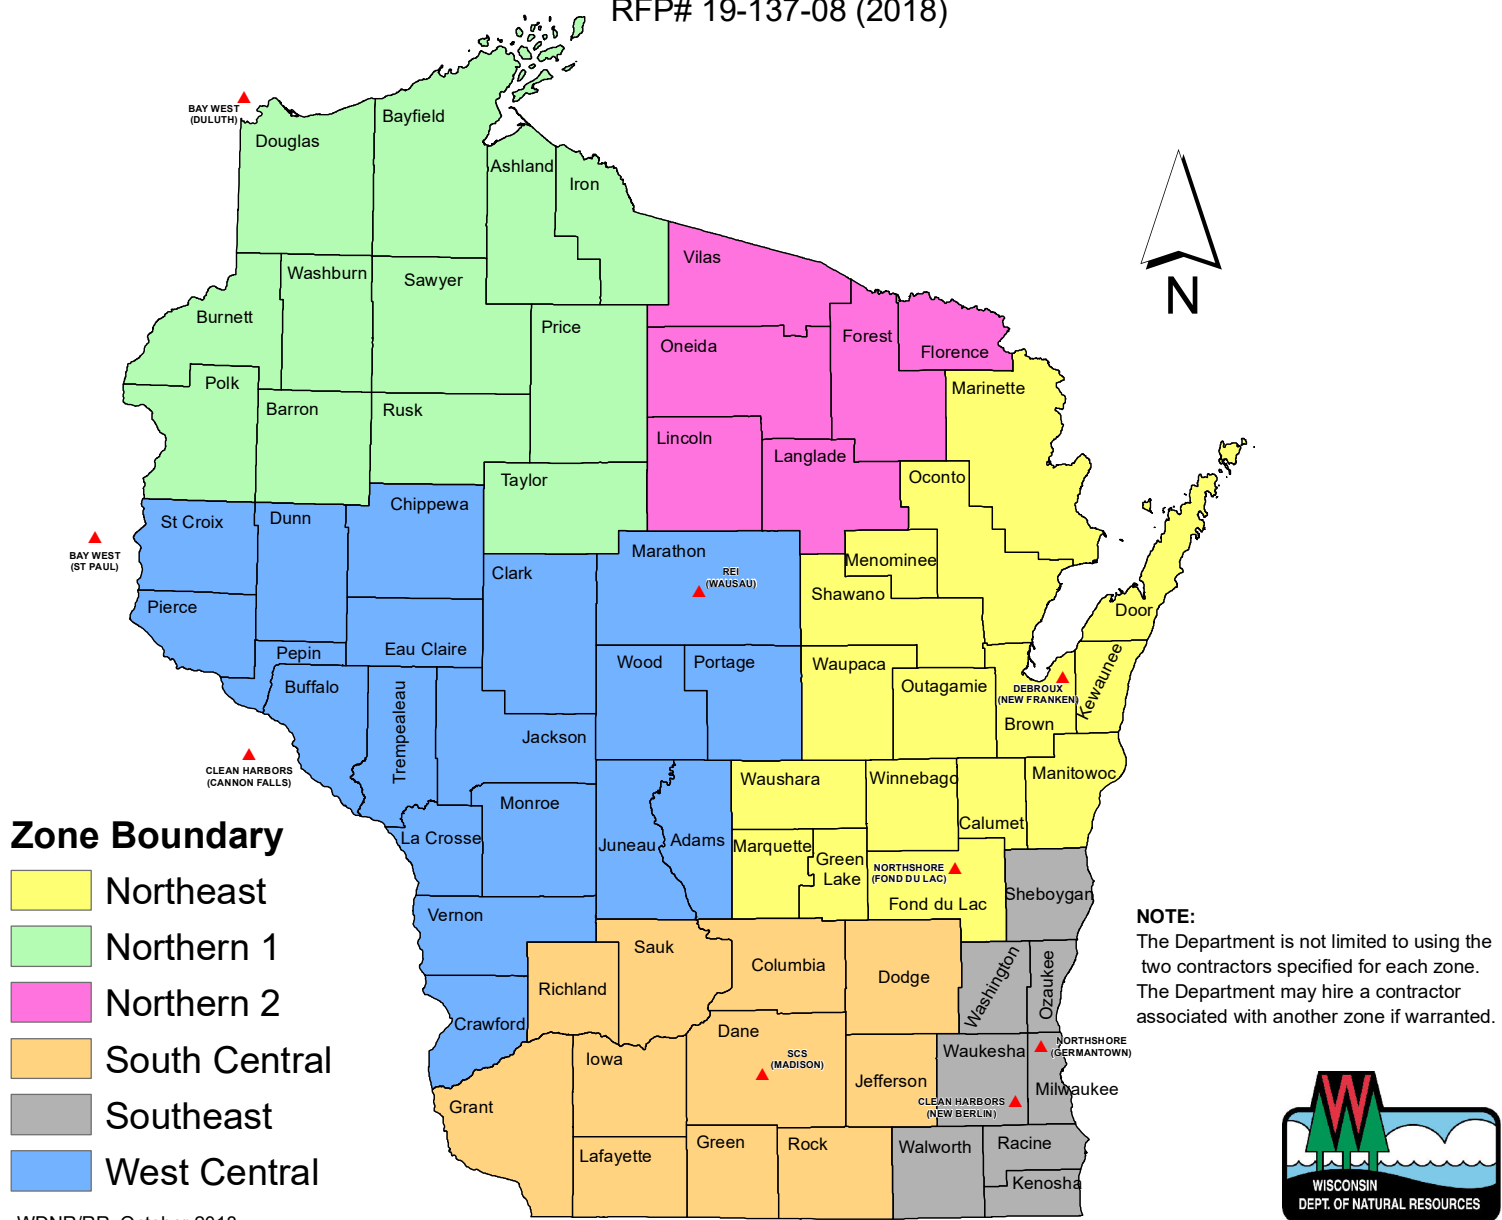 RFP# 19-137-08 (2018)
BAY WEST
(DULUTH)
Douglas
Bayfield
Ashland
Iron
Vilas
Washburn
Sawyer
Burnett
Price
Oneida
Forest
Florence
Polk
Barron
Rusk
Marinette
Lincoln
Langlade
Taylor
Oconto
N
St Croix
Dunn
Chippewa
BAY WEST
(ST PAUL)
Marathon
REI
(WAUSAU)
Clark
Menominee
Shawano
Pierce
Door
Pepin
Eau Claire
Wood
Portage
Waupaca
Buffalo
Trempealeau
Outagamie
DEBROUX
(NEW FRANKEN)
Kewaunee
Brown
Jackson
CLEAN HARBORS
(CANNON FALLS)
Waushara
Winnebago
Manitowoc
Monroe
Calumet
La Crosse
Juneau
Adams
Marquette
Green
Lake
NORTHSHORE
(FOND DU LAC)
Fond du Lac
Sheboygan
Vernon
Sauk
Columbia
Dodge
Richland
Washington
Ozaukee
Crawford
Dane
Iowa
SCS
(MADISON)
Jefferson
Waukesha
NORTHSHORE
(GERMANTOWN)
Milwaukee
CLEAN HARBORS
(NEW BERLIN)
Grant
Lafayette
Green
Rock
Walworth
Racine
Kenosha
Zone Boundary
Northeast
Northern 1
Northern 2
South Central
Southeast
West Central
NOTE:
The Department is not limited to using the
two contractors specified for each zone.
The Department may hire a contractor
associated with another zone if warranted.
W
WISCONSIN
DEPT. OF NATURAL RESOURCES
WDNR/RR October 2018